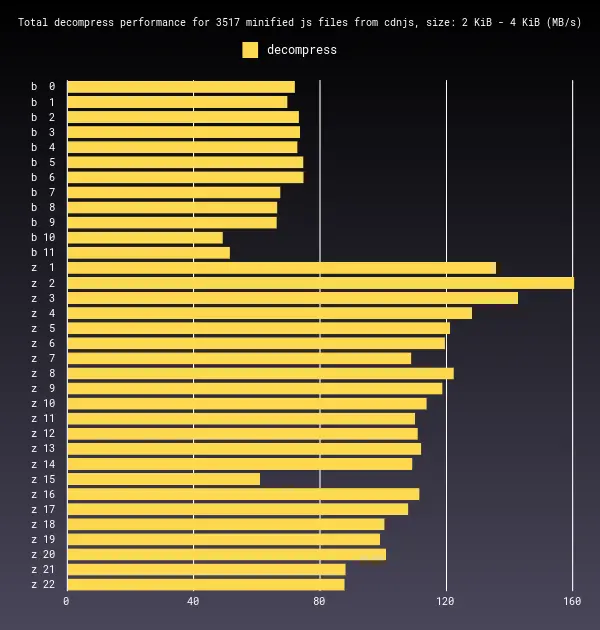 Total decompress performance for 3517 minified js files from cdnjs, size: 2 KiB - 4 KiB (MB/s)
decompress
b 0
b 1
b 2
b 3
b 4
b 5
b 6
b 7
b 8
b 9
b 10
b 11
z 1
z 2
z 3
z 4
z 5
z 6
z 7
z 8
z 9
z 10
z 11
z 12
z 13
z 14
z 15
z 16
z 17
z 18
z 19
z 20
z 21
z 22
0 40 80 120 160